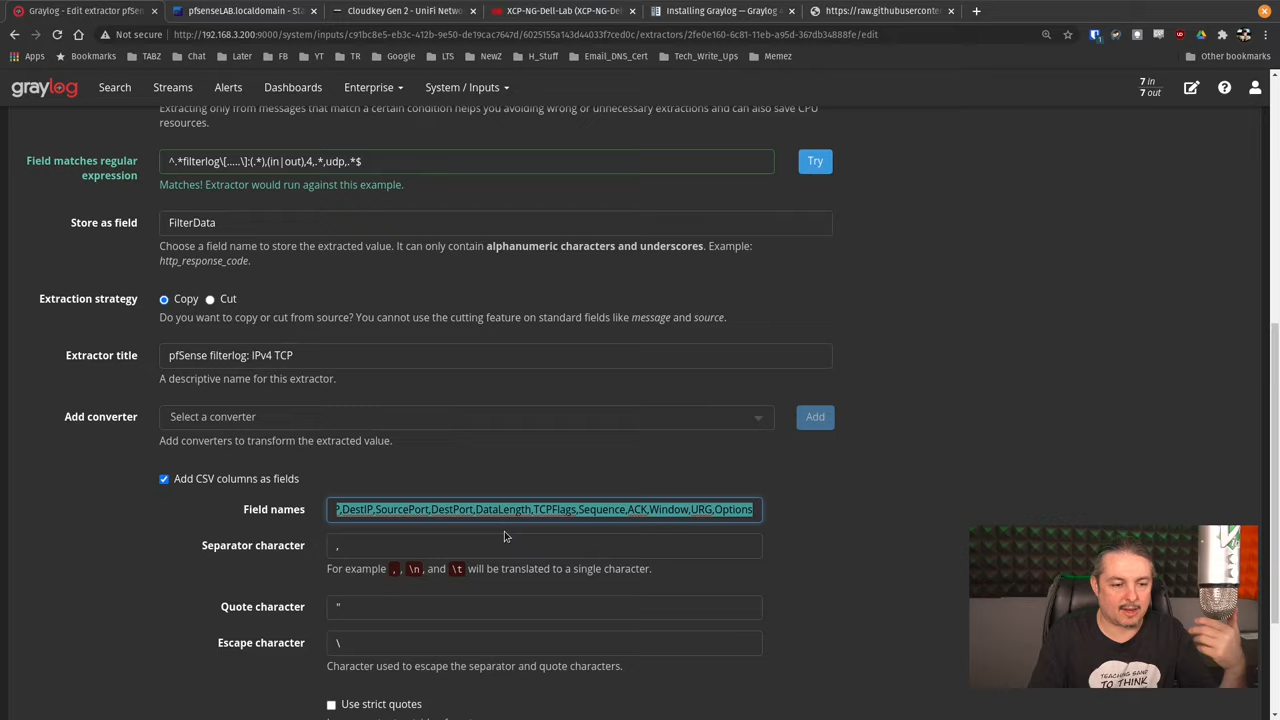 Graylog - Edit extractor pfSen
pfsenseLAB.localdomain - Sta
Cloudkey Gen 2 - UniFi Netwo
XCP-NG-Dell-Lab (XCP-NG-De
Installing Graylog — Graylog
https://raw.githubusercontent
Not secure
http://192.168.3.200:9000/system/inputs/c91bc8e5-eb3c-412b-9e50-de1962cac7647d/6025155a143d33764f7ced0c/extractors/2fe0e160-6c81-11eb-a95d-367db34888fe/edit
Apps
Bookmarks
TABZ
Chat
Later
FB
YT
TR
Google
LTS
NewZ
H_Stuff
Email_DNS_Cert
Tech_Write_Ups
Memez
Other bookmarks
graylog
Search
Streams
Alerts
Dashboards
Enterprise
System / Inputs
7 in
7 out
Extracting only from messages that match a certain condition helps you avoiding wrong or unnecessary extractions and can also save CPU
resources.
Field matches regular
expression
^.*filterlog\[.....\]:(.*),(in|out),4,.*,udp,.*$
Try
Matches! Extractor would run against this example.
Store as field
FilterData
Choose a field name to store the extracted value. It can only contain alphanumeric characters and underscores. Example:
http_response_code.
Extraction strategy
Copy
Cut
Do you want to copy or cut from source? You cannot use the cutting feature on standard fields like message and source.
Extractor title
pfSense filterlog: IPv4 TCP
A descriptive name for this extractor.
Add converter
Select a converter
Add
Add converters to transform the extracted value.
Add CSV columns as fields
Field names
P,DestIP,SourcePort,DestPort,DataLength,TCPFlags,Sequence,ACK,Window,URG,Options
Separator character
,
For example , , \n, and \t will be translated to a single character.
Quote character
"
Escape character
\
Character used to escape the separator and quote characters.
Use strict quotes
TEACHING SAND
TO THINK